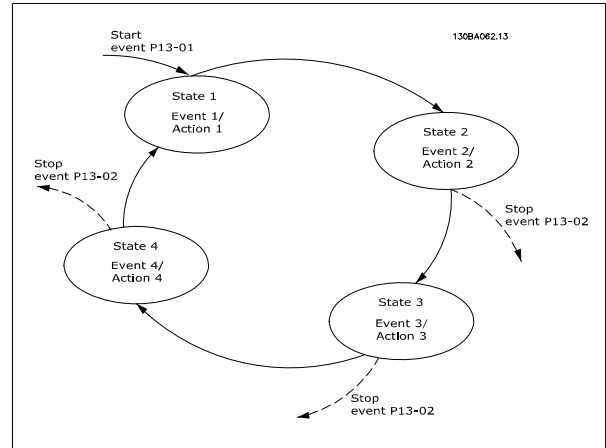 Start
event P13-01
130BA062.13
State 1
Event 1/
Action 1
State 2
Event 2/
Action 2
Stop
event P13-02
Stop
event P13-02
State 4
Event 4/
Action 4
State 3
Event 3/
Action 3
Stop
event P13-02